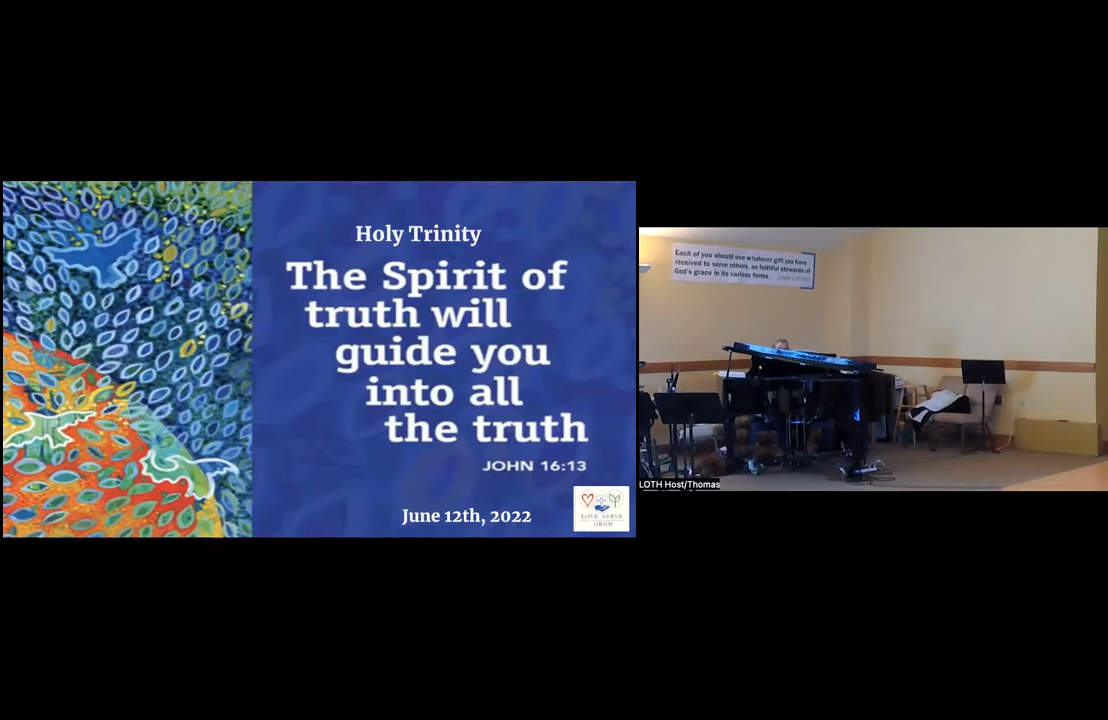 Holy Trinity
The Spirit of
truth will
guide you
into all
the truth
JOHN 16:13
June 12th, 2022
LOVE SERVE
GROW
Each of you should use whatever gift you have
received to serve others, as faithful stewards of
God's grace in its various forms.
LOTH Host/Thomas